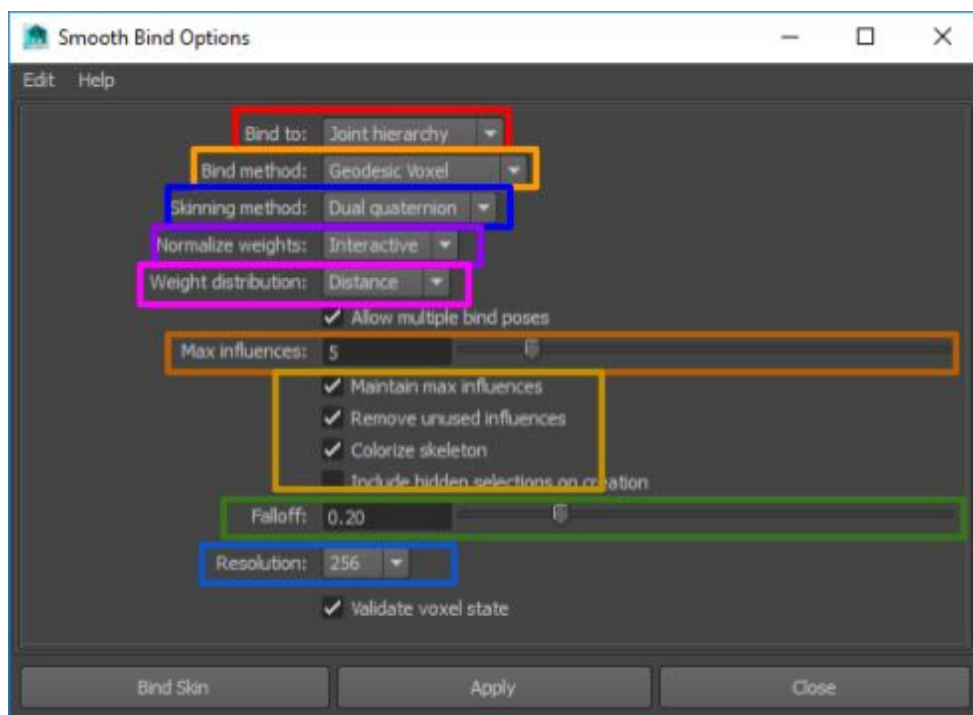 Smooth Bind Options
Edit Help
Bind to: Joint hierarchy
Bind method: Geodesic Voxel
Skinning method: Dual quaternion
Normalize weights: Interactive
Weight distribution: Distance
Allow multiple bind poses
Max influences: 5
Maintain max influences
Remove unused influences
Colorize skeleton
Include hidden selections on creation
Falloff: 0.20
Resolution: 256
Validate voxel state
Bind Skin Apply Close